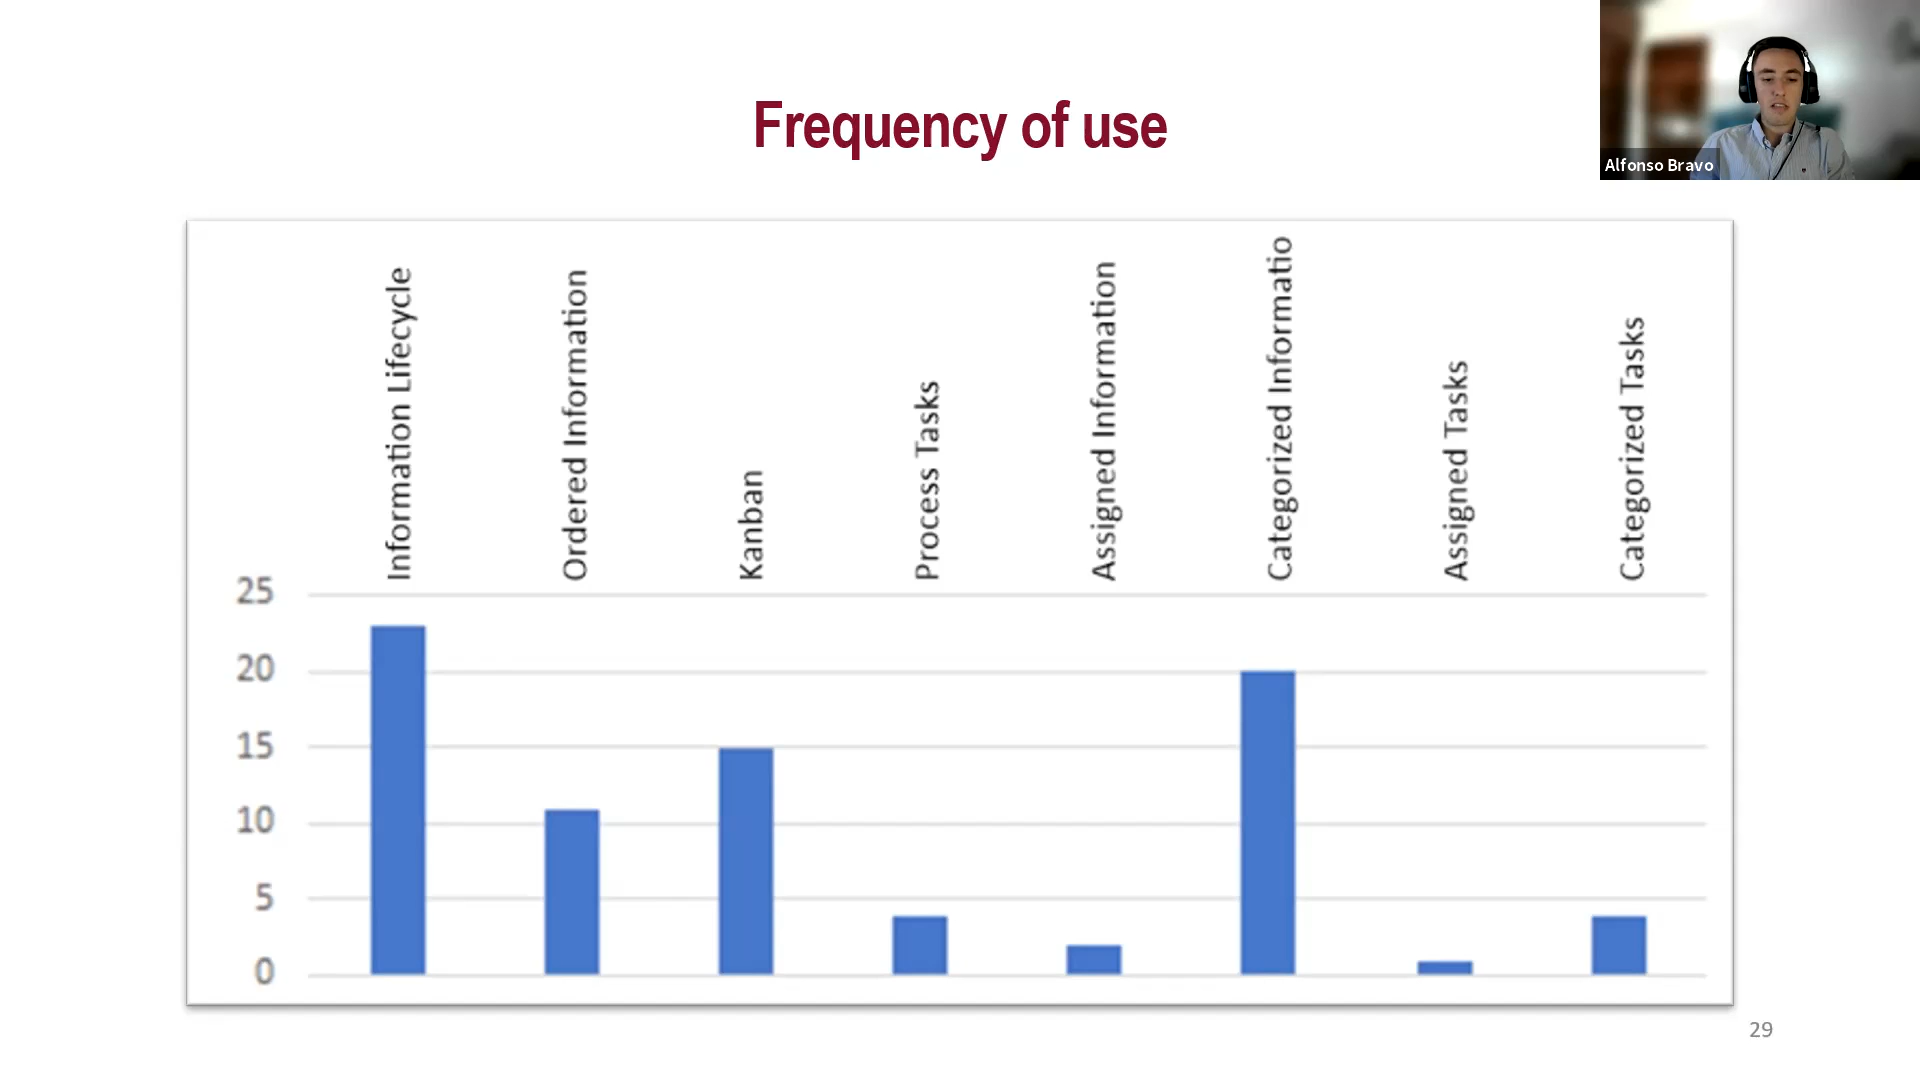 Frequency of use
Alfonso Bravo
Information Lifecycle
Ordered Information
Kanban
Process Tasks
Assigned Information
Categorized Informatio
Assigned Tasks
Categorized Tasks
25
20
15
10
5
0
29